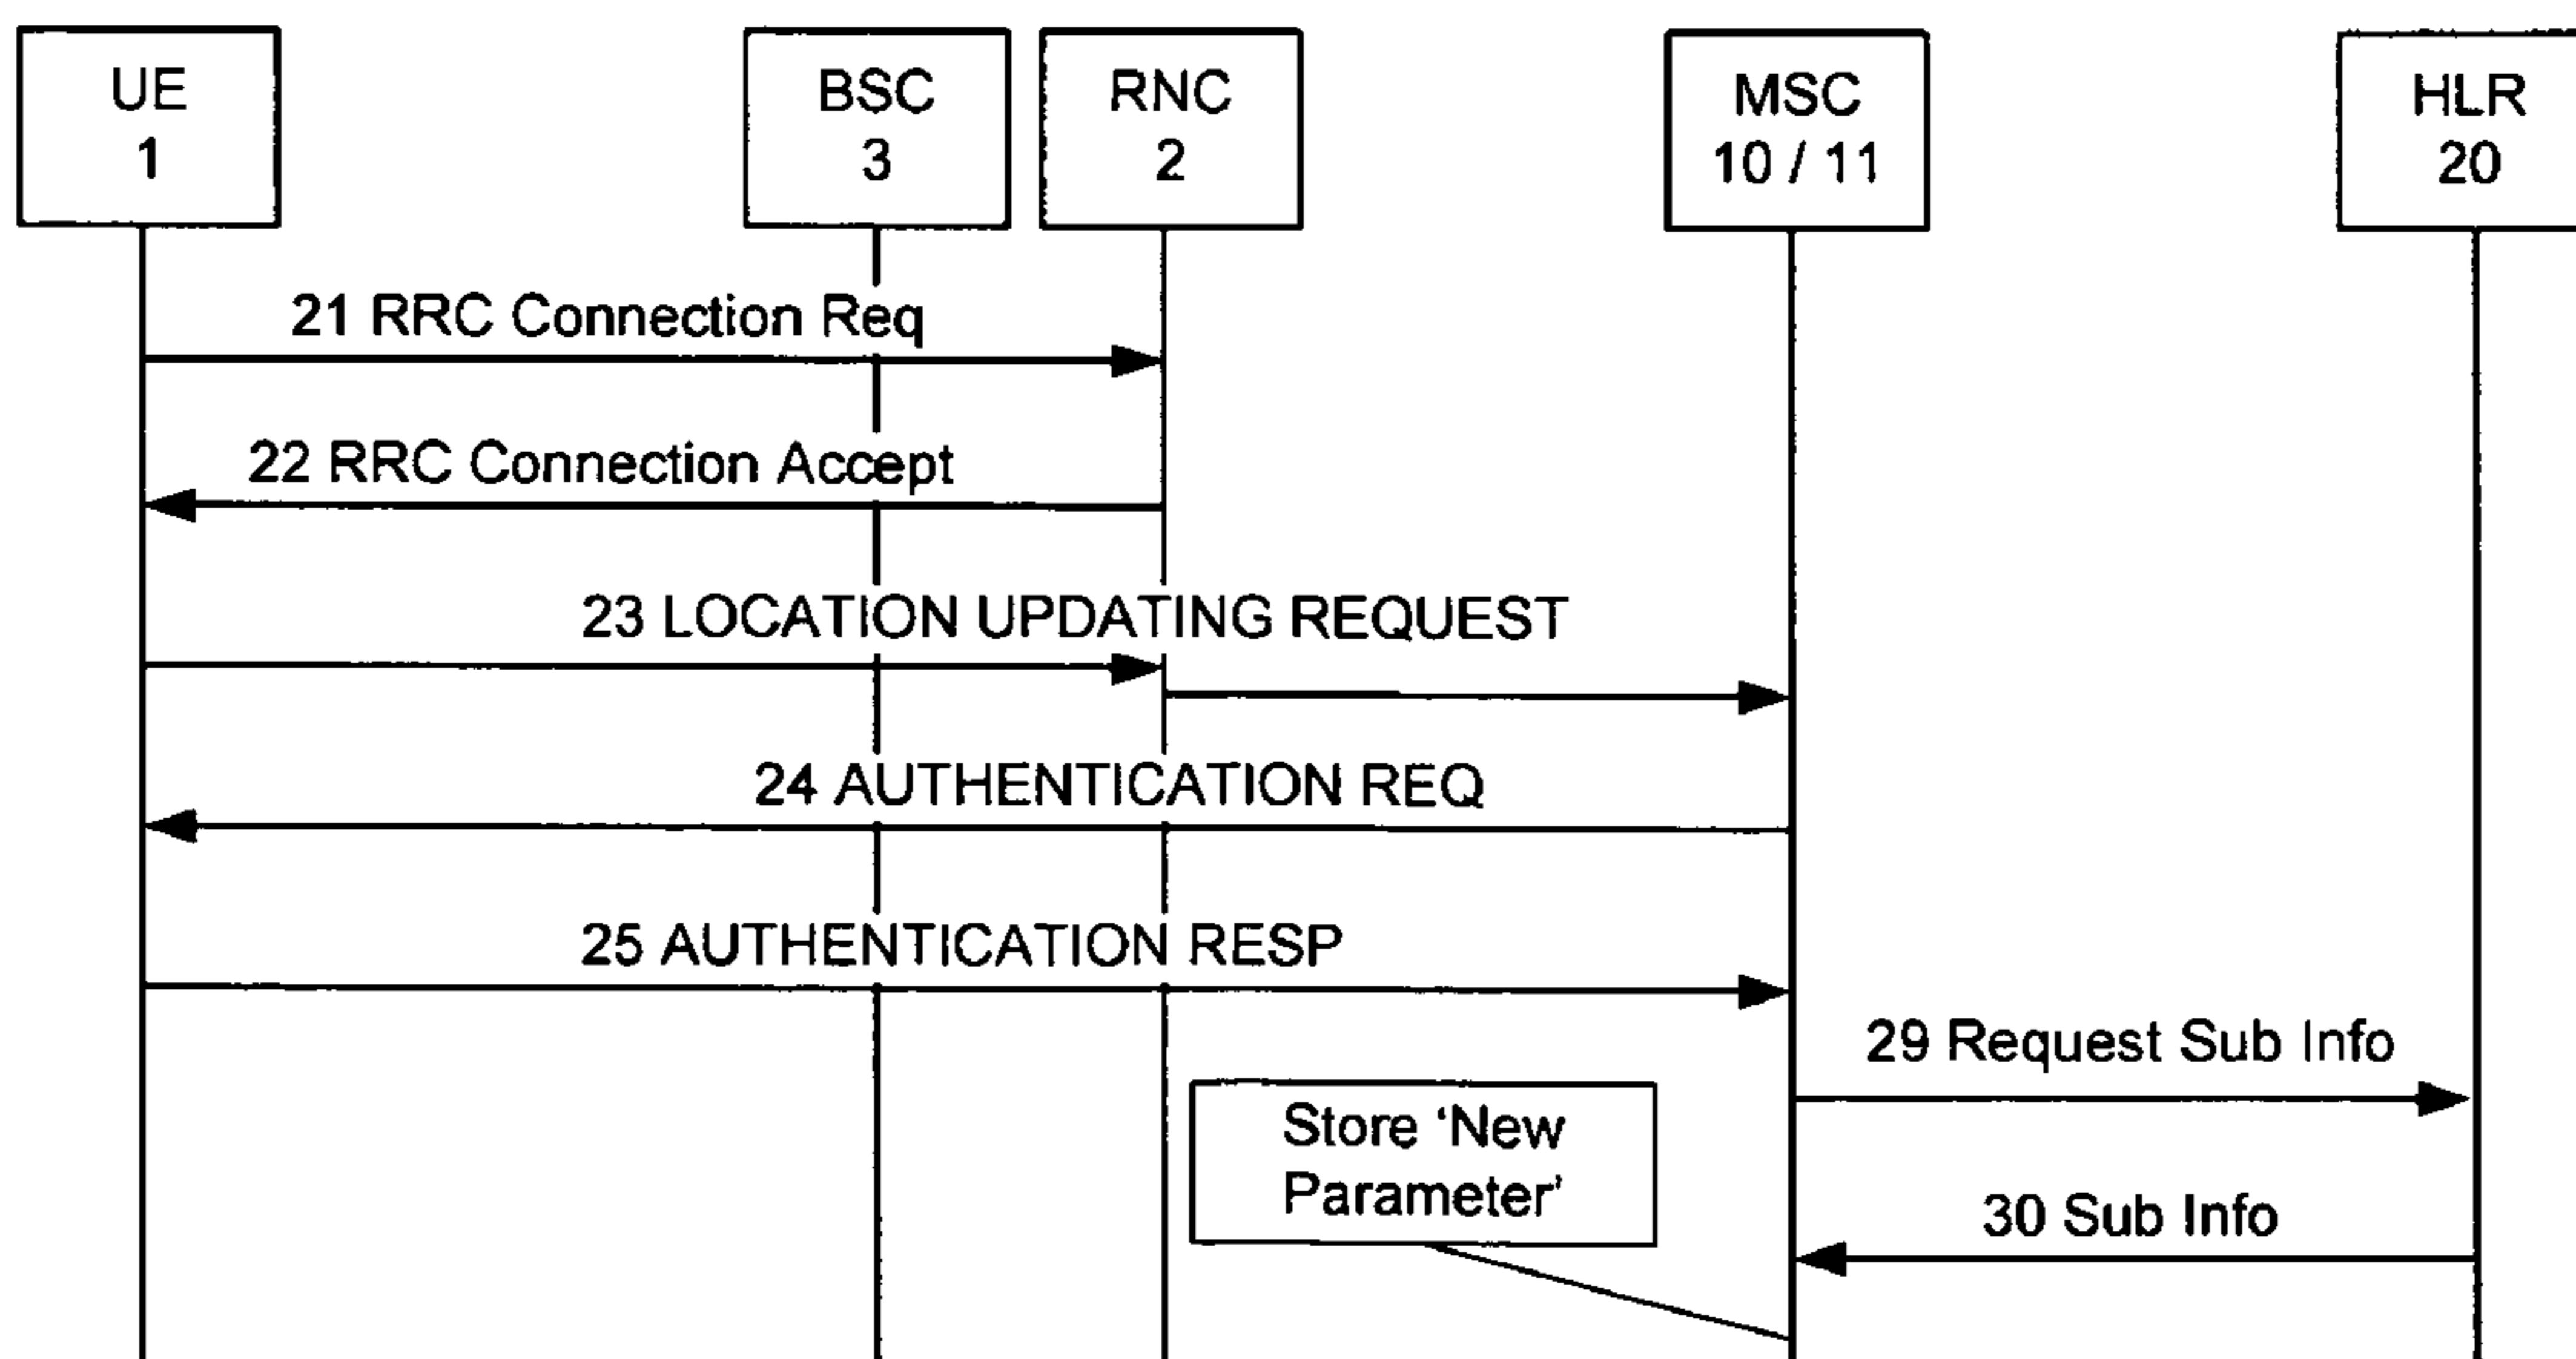 UE
1
BSC
3
RNC
2
MSC
10 / 11
HLR
20
21 RRC Connection Req
22 RRC Connection Accept
23 LOCATION UPDATING REQUEST
24 AUTHENTICATION REQ
25 AUTHENTICATION RESP
29 Request Sub Info
Store ‘New
Parameter’
30 Sub Info